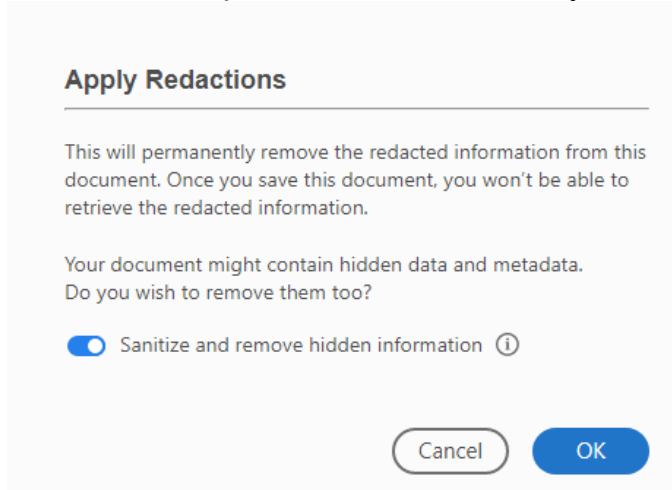 Apply Redactions
This will permanently remove the redacted information from this
document. Once you save this document, you won't be able to
retrieve the redacted information.
Your document might contain hidden data and metadata.
Do you wish to remove them too?
Sanitize and remove hidden information
Cancel OK